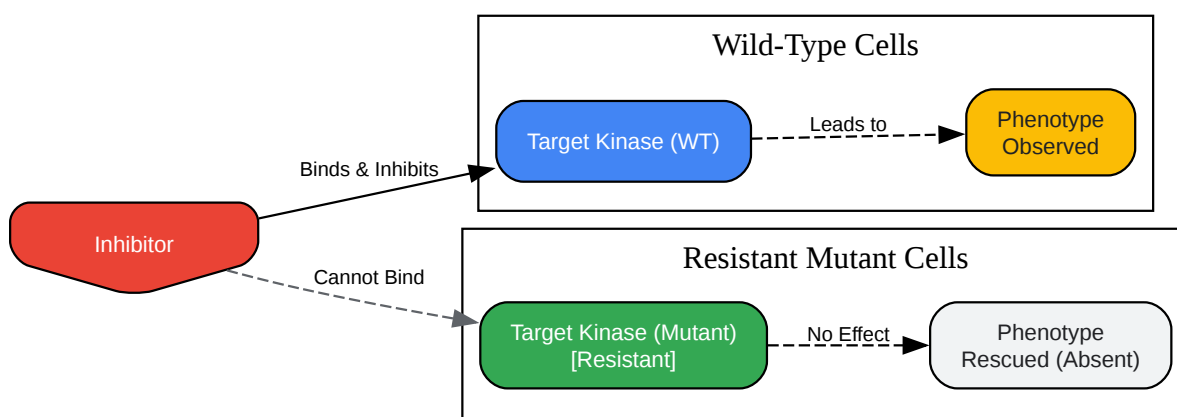 Wild-Type Cells
Target Kinase (WT)
Leads to
Phenotype
Observed
Binds & Inhibits
Inhibitor
Cannot Bind
Resistant Mutant Cells
Target Kinase (Mutant)
[Resistant]
No Effect
Phenotype
Rescued (Absent)